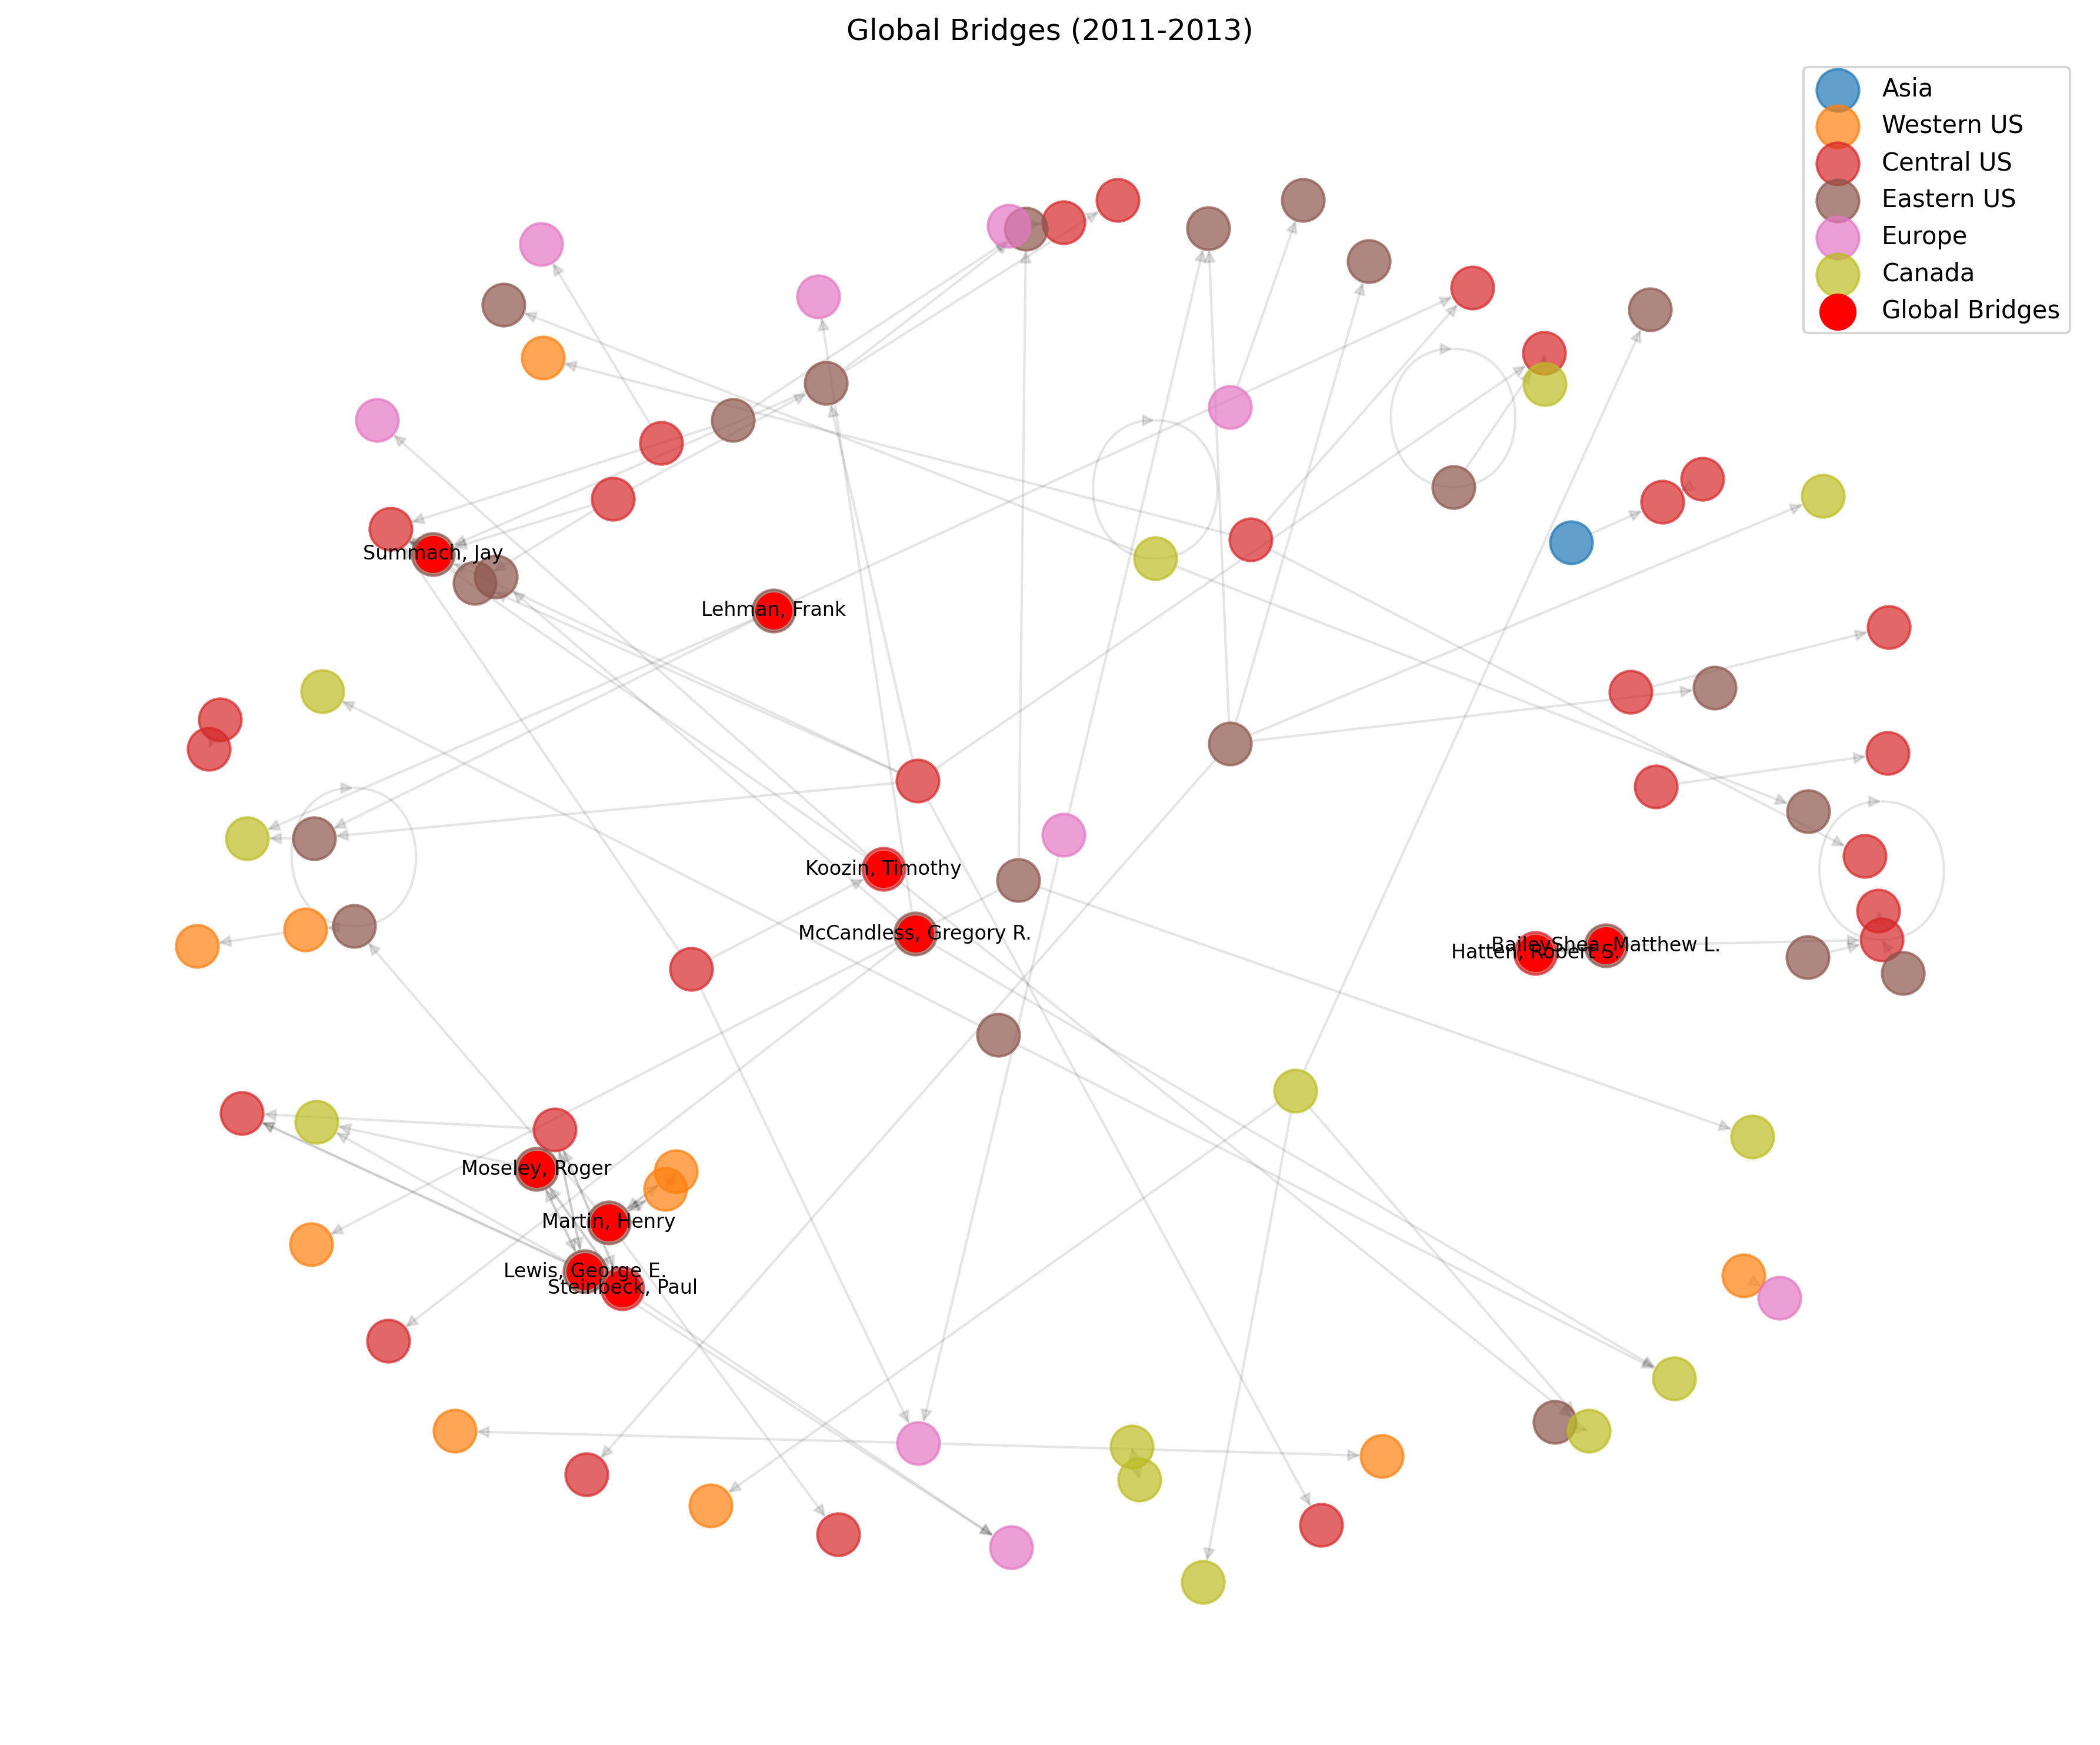 Global Bridges (2011-2013)
Asia
Western US
Central US
Eastern US
Europe
Canada
Global Bridges
Summach, Jay
Lehman, Frank
Koozin, Timothy
McCandless, Gregory R.
BaileyShea, Matthew L.
Hatten, Robert S.
Moseley, Roger
Martin, Henry
Lewis, George E.
Steinbeck, Paul